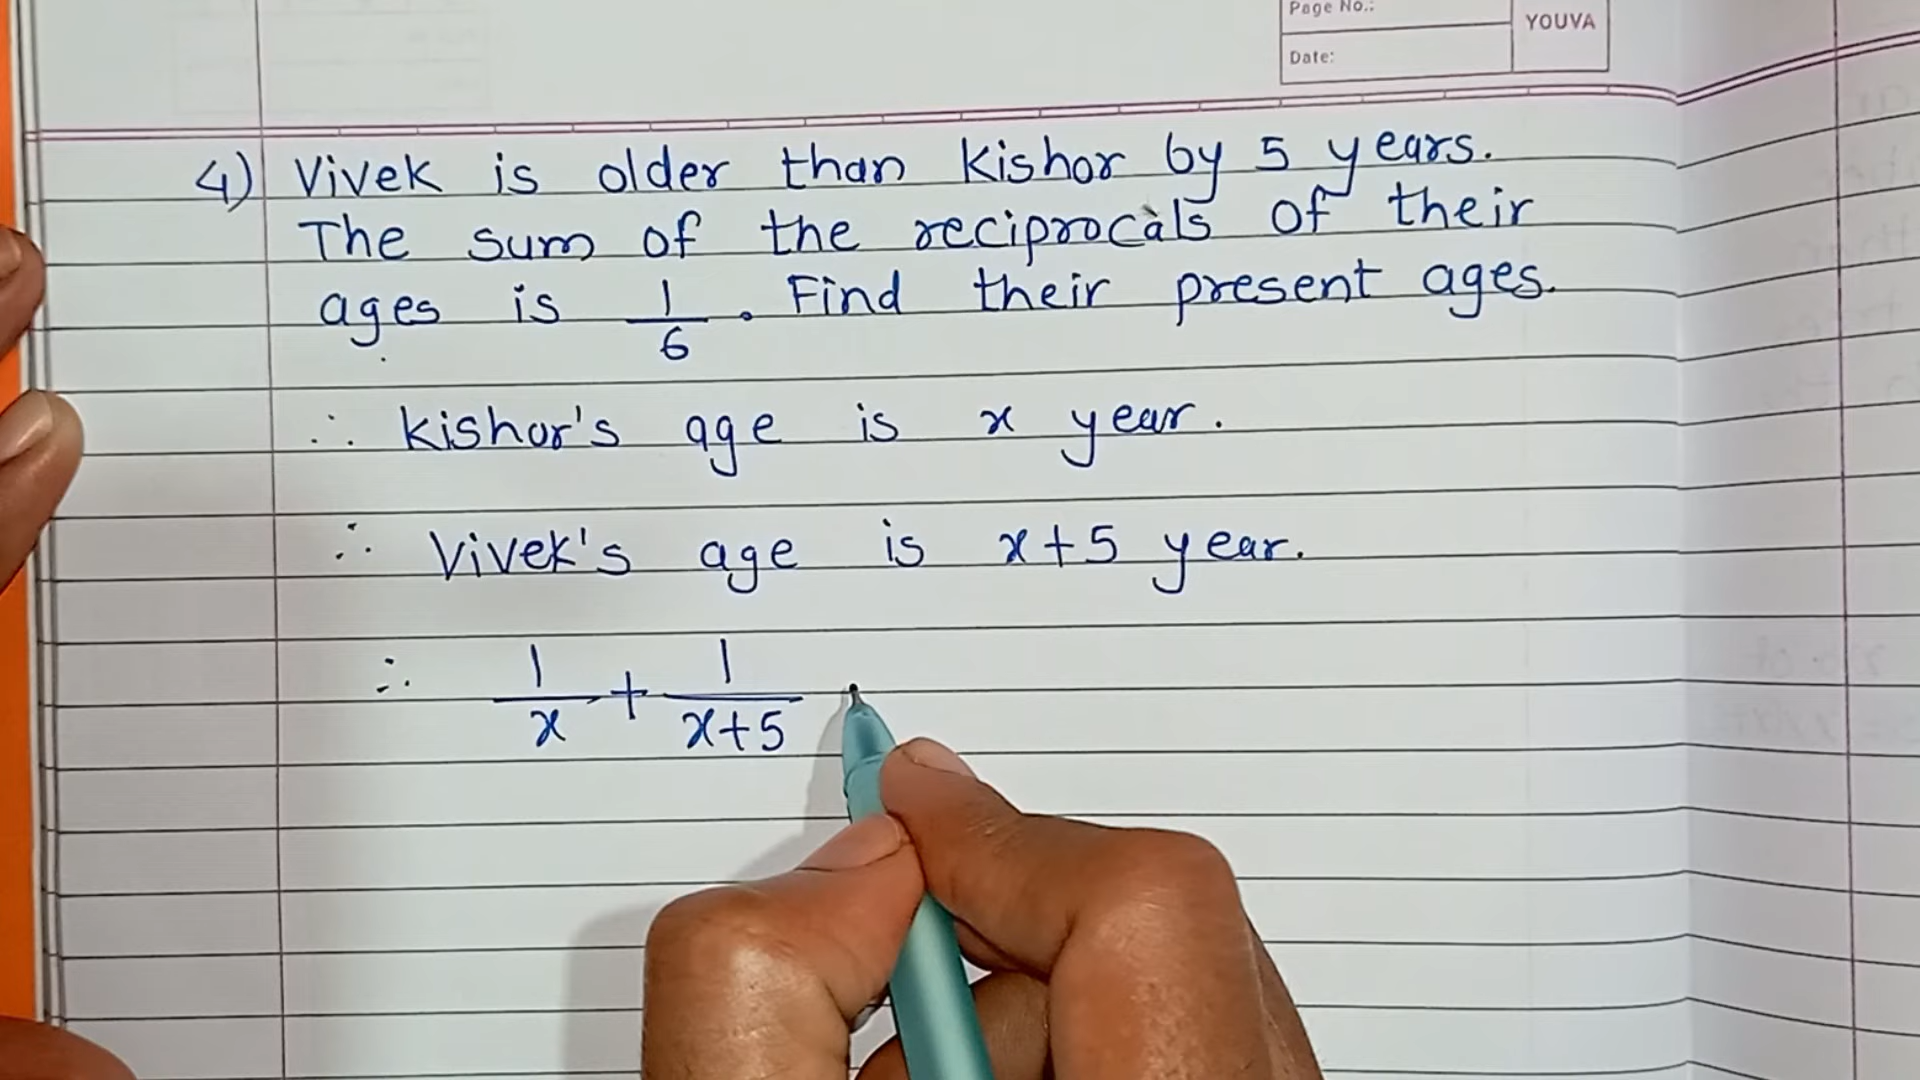 Page No.:
YOUVA
Date:
4) Vivek is older than Kishor by 5 years.
The sum of the reciprocals of their
ages is 1/6. Find their present ages.
∴ Kishor's age is x year.
∴ Vivek's age is x+5 year.
∴ 1/x + 1/x+5